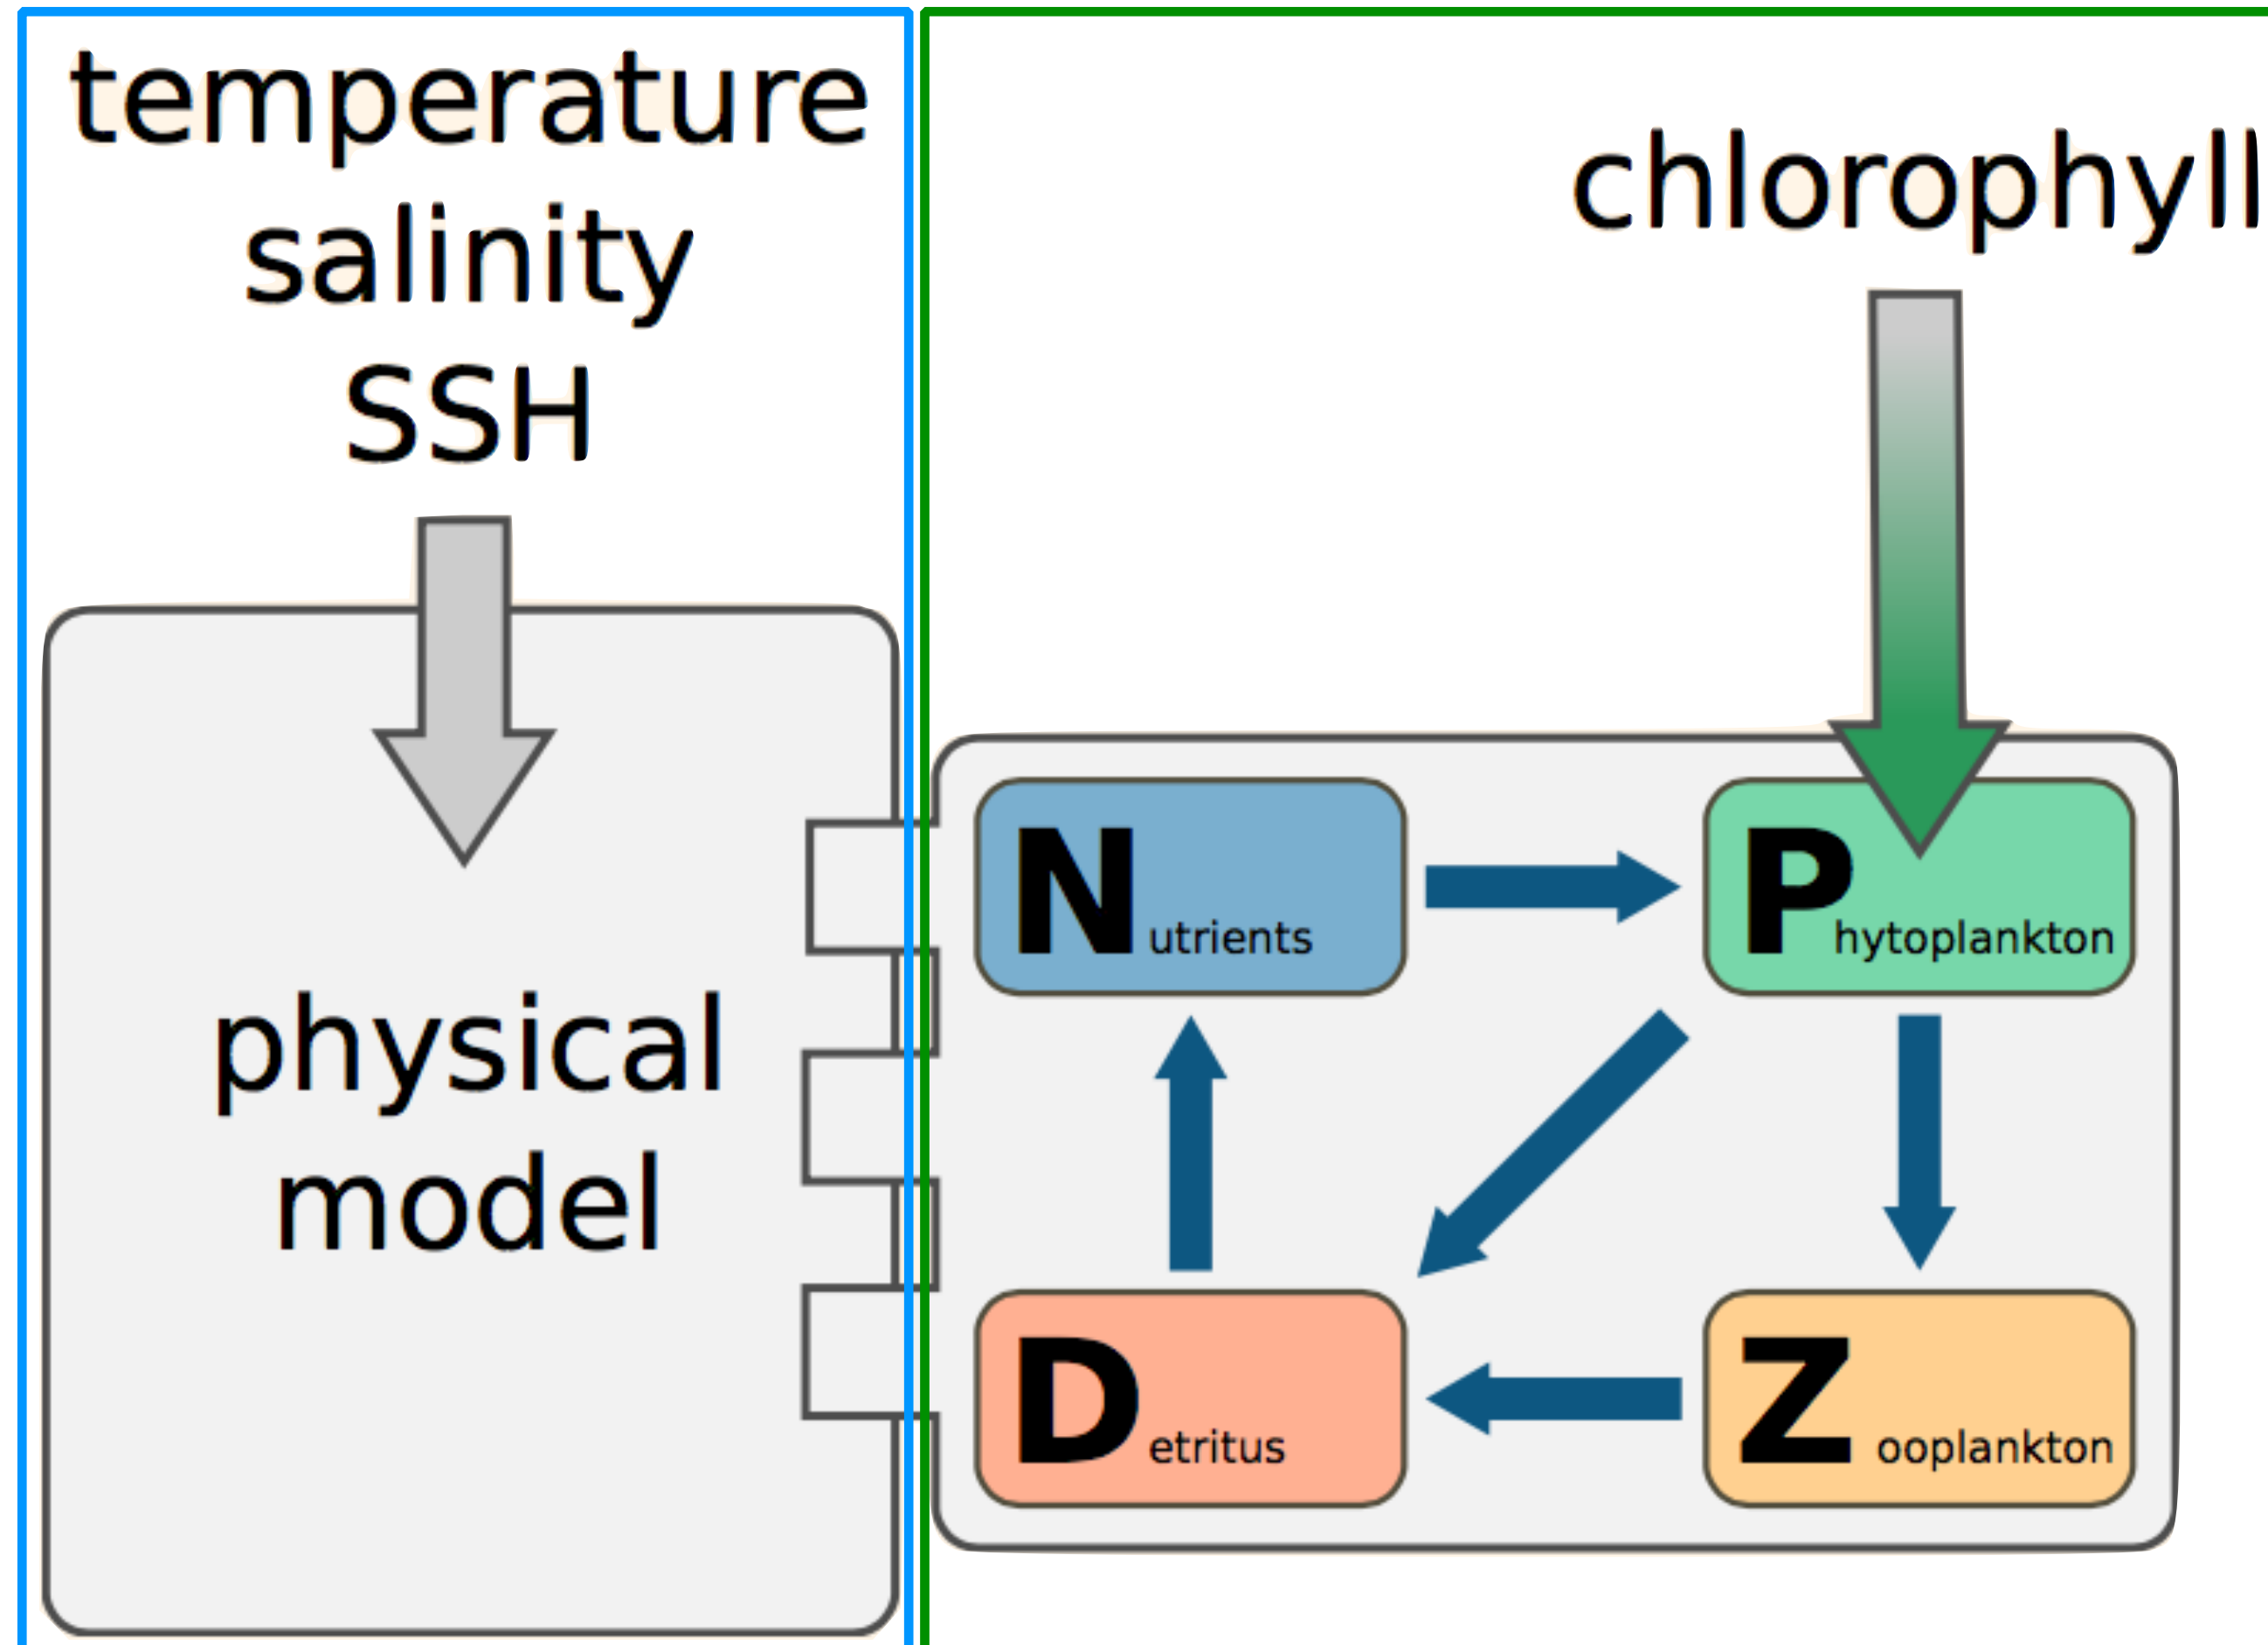 temperature
salinity
SSH
physical
model
chlorophyll
Nutrients
Phytoplankton
Detritus
Zooplankton